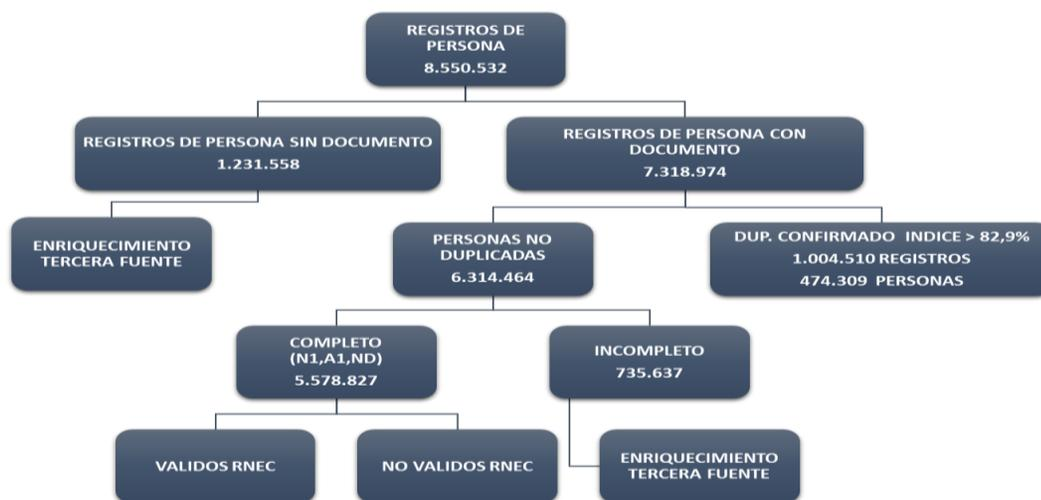 REGISTROS DE
PERSONA
8.550.532
REGISTROS DE PERSONA SIN DOCUMENTO
1.231.558
REGISTROS DE PERSONA CON
DOCUMENTO
7.318.974
ENRIQUECIMIENTO
TERCERA FUENTE
PERSONAS NO
DUPLICADAS
6.314.464
DUP. CONFIRMADO INDICE > 82,9%
1.004.510 REGISTROS
474.309 PERSONAS
COMPLETO
(N1,A1,ND)
5.578.827
INCOMPLETO
735.637
VALIDOS RNEC
NO VALIDOS RNEC
ENRIQUECIMIENTO
TERCERA FUENTE